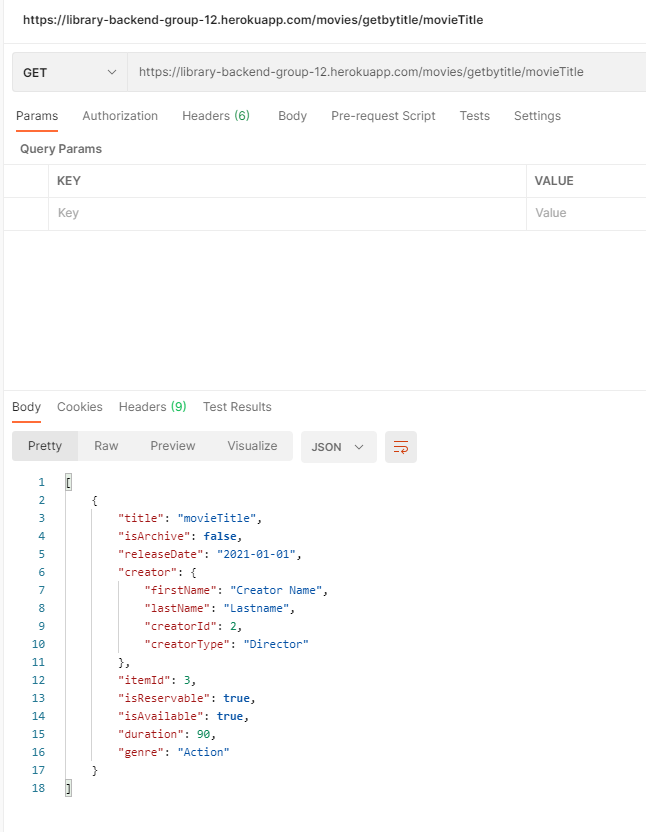 https://library-backend-group-12.herokuapp.com/movies/getbytitle/movieTitle
GET https://library-backend-group-12.herokuapp.com/movies/getbytitle/movieTitle
Params Authorization Headers (6) Body Pre-request Script Tests Settings
Query Params
KEY VALUE
Key Value
Body Cookies Headers (9) Test Results
Pretty Raw Preview Visualize JSON
1 [
2 {
3 "title": "movieTitle",
4 "isArchive": false,
5 "releaseDate": "2021-01-01",
6 "creator": {
7 "firstName": "Creator Name",
8 "lastName": "Lastname",
9 "creatorId": 2,
10 "creatorType": "Director"
11 },
12 "itemId": 3,
13 "isReservable": true,
14 "isAvailable": true,
15 "duration": 90,
16 "genre": "Action"
17 }
18 ]